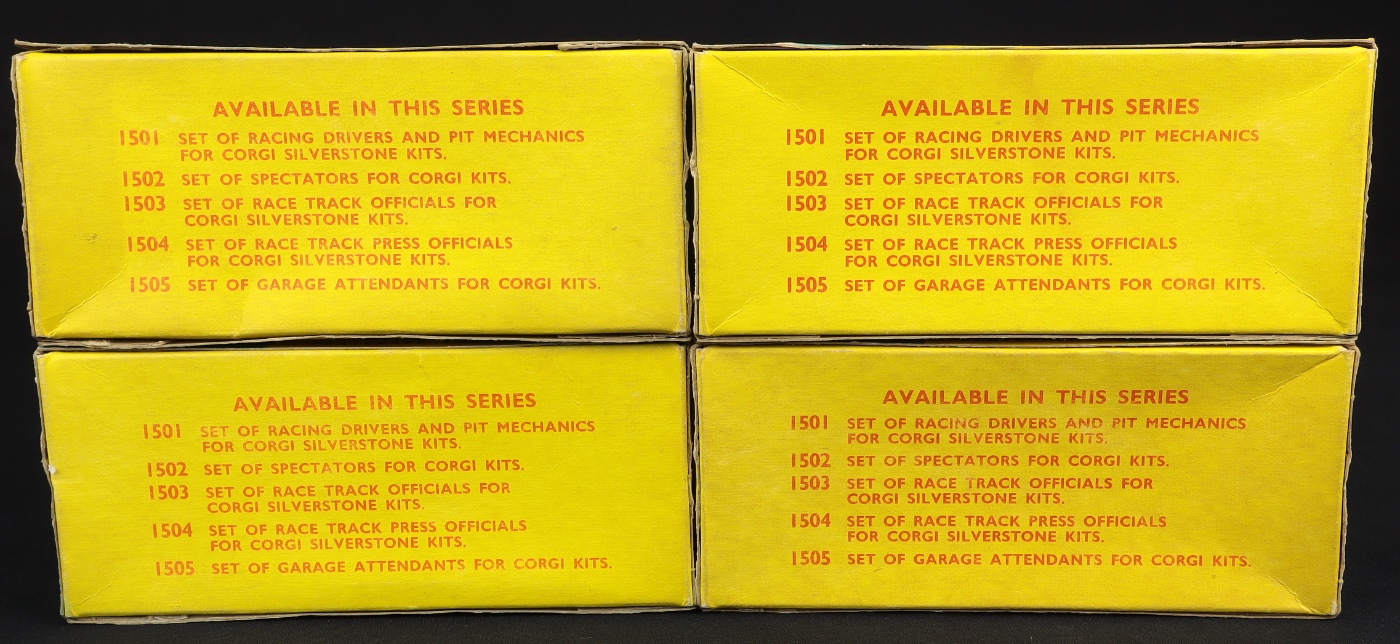 AVAILABLE IN THIS SERIES
1501 SET OF RACING DRIVERS AND PIT MECHANICS
FOR CORGI SILVERSTONE KITS.
1502 SET OF SPECTATORS FOR CORGI KITS.
1503 SET OF RACE TRACK OFFICIALS FOR
CORGI SILVERSTONE KITS.
1504 SET OF RACE TRACK PRESS OFFICIALS
FOR CORGI SILVERSTONE KITS.
1505 SET OF GARAGE ATTENDANTS FOR CORGI KITS.
AVAILABLE IN THIS SERIES
1501 SET OF RACING DRIVERS AND PIT MECHANICS
FOR CORGI SILVERSTONE KITS.
1502 SET OF SPECTATORS FOR CORGI KITS.
1503 SET OF RACE TRACK OFFICIALS FOR
CORGI SILVERSTONE KITS.
1504 SET OF RACE TRACK PRESS OFFICIALS
FOR CORGI SILVERSTONE KITS.
1505 SET OF GARAGE ATTENDANTS FOR CORGI KITS.
AVAILABLE IN THIS SERIES
1501 SET OF RACING DRIVERS AND PIT MECHANICS
FOR CORGI SILVERSTONE KITS.
1502 SET OF SPECTATORS FOR CORGI KITS.
1503 SET OF RACE TRACK OFFICIALS FOR
CORGI SILVERSTONE KITS.
1504 SET OF RACE TRACK PRESS OFFICIALS
FOR CORGI SILVERSTONE KITS.
1505 SET OF GARAGE ATTENDANTS FOR CORGI KITS.
AVAILABLE IN THIS SERIES
1501 SET OF RACING DRIVERS AND PIT MECHANICS
FOR CORGI SILVERSTONE KITS.
1502 SET OF SPECTATORS FOR CORGI KITS.
1503 SET OF RACE TRACK OFFICIALS FOR
CORGI SILVERSTONE KITS.
1504 SET OF RACE TRACK PRESS OFFICIALS
FOR CORGI SILVERSTONE KITS.
1505 SET OF GARAGE ATTENDANTS FOR CORGI KITS.